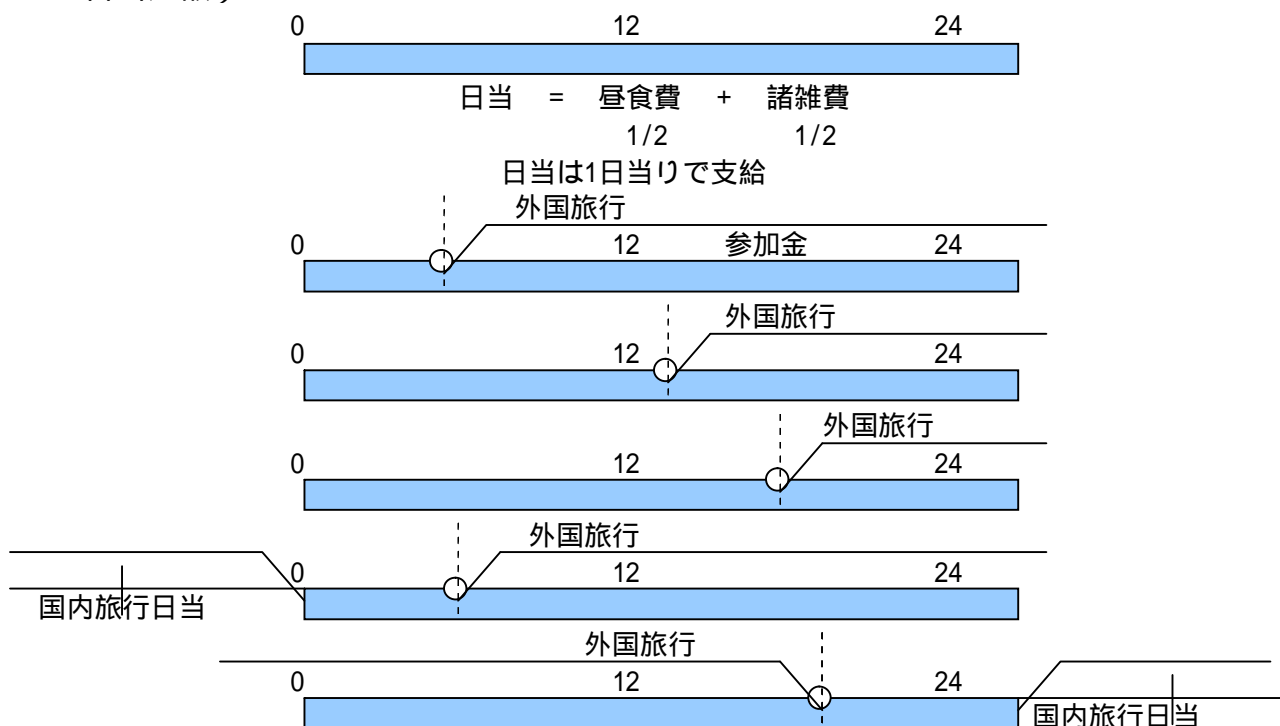 0 12 24
日当 = 昼食費 + 諸雑費
1/2 1/2
日当は1日当りで支給
外国旅行
0 12 参加金 24
外国旅行
0 12 24
外国旅行
0 12 24
外国旅行
0 12 24
国内旅行日当
外国旅行
0 12 24
国内旅行日当